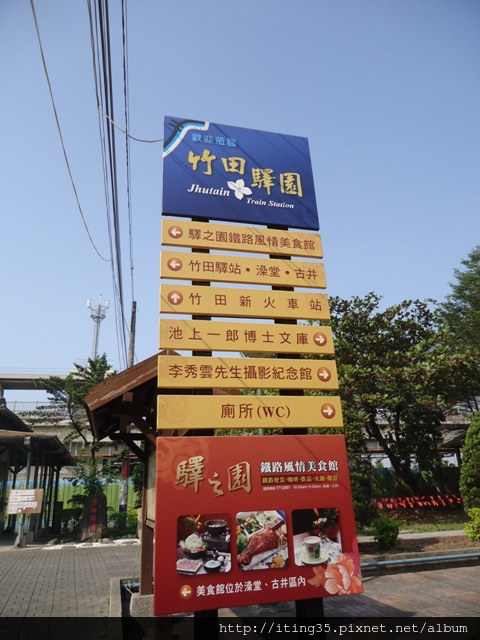 歡迎蒞臨
竹田驛園
Jhutain
Train Station
驛之園鐵路風情美食館
竹田驛站・澡堂・古井
竹田新火車站
池上一郎博士文庫
李秀雲先生攝影紀念館
廁所(WC)
驛之園
鐵路風情美食館
美食館位於澡堂、古井區內
http://iting35.pixnet.net/album